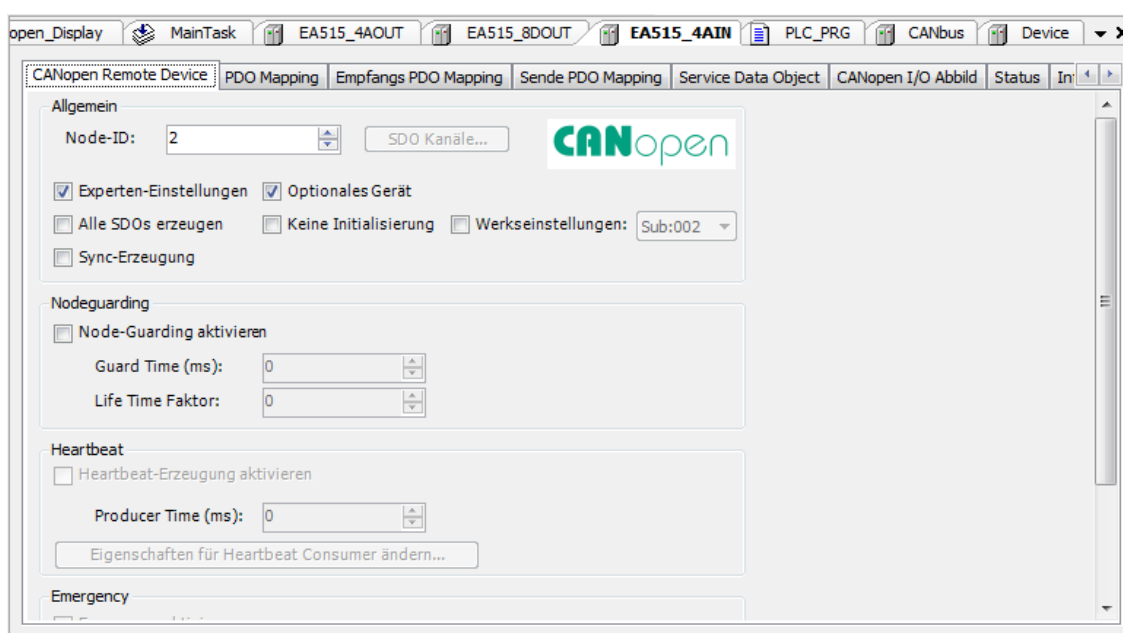 open_Display MainTask EA515_4AOUT EA515_8DOUT EA515_4AIN PLC_PRG CANbus Device
CANopen Remote Device PDO Mapping Empfangs PDO Mapping Sende PDO Mapping Service Data Object CANopen I/O Abbild Status
Allgemein
Node-ID: 2 SDO Kanäle... CANopen
Experten-Einstellungen Optionales Gerät
Alle SDOs erzeugen Keine Initialisierung Werkseinstellungen: Sub:002
Sync-Erzeugung
Nodeguarding
Node-Guarding aktivieren
Guard Time (ms): 0
Life Time Faktor: 0
Heartbeat
Heartbeat-Erzeugung aktivieren
Producer Time (ms): 0
Eigenschaften für Heartbeat Consumer ändern...
Emergency